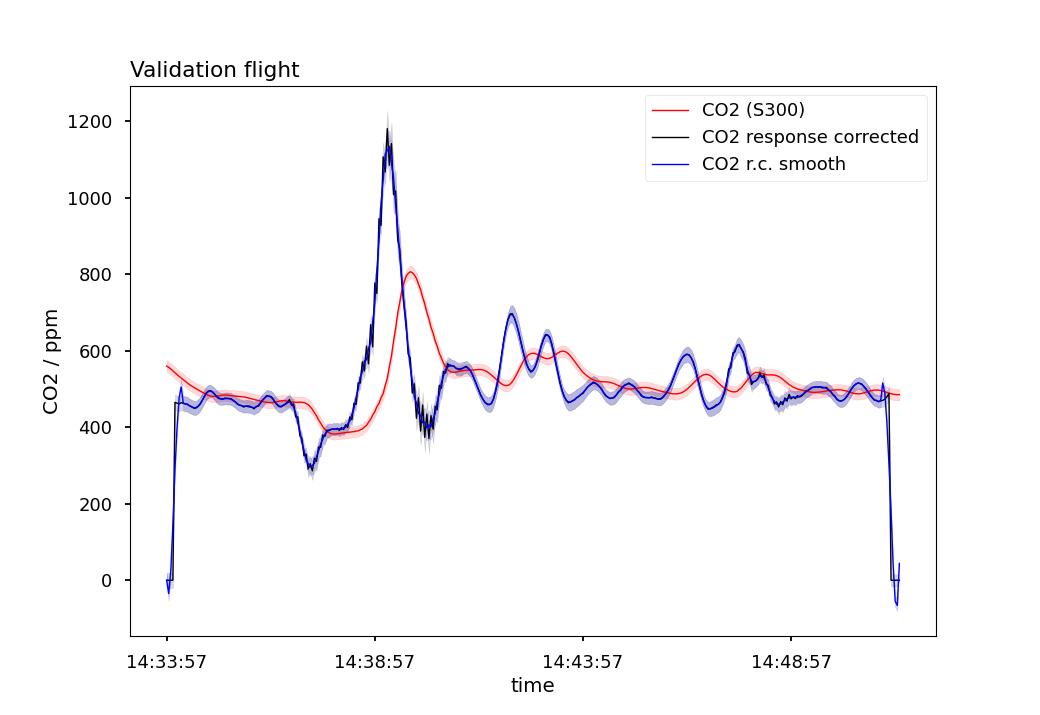 Validation flight
CO2 (S300)
CO2 response corrected
CO2 r.c. smooth
CO2 / ppm
1200
1000
800
600
400
200
0
14:33:57
14:38:57
14:43:57
14:48:57
time